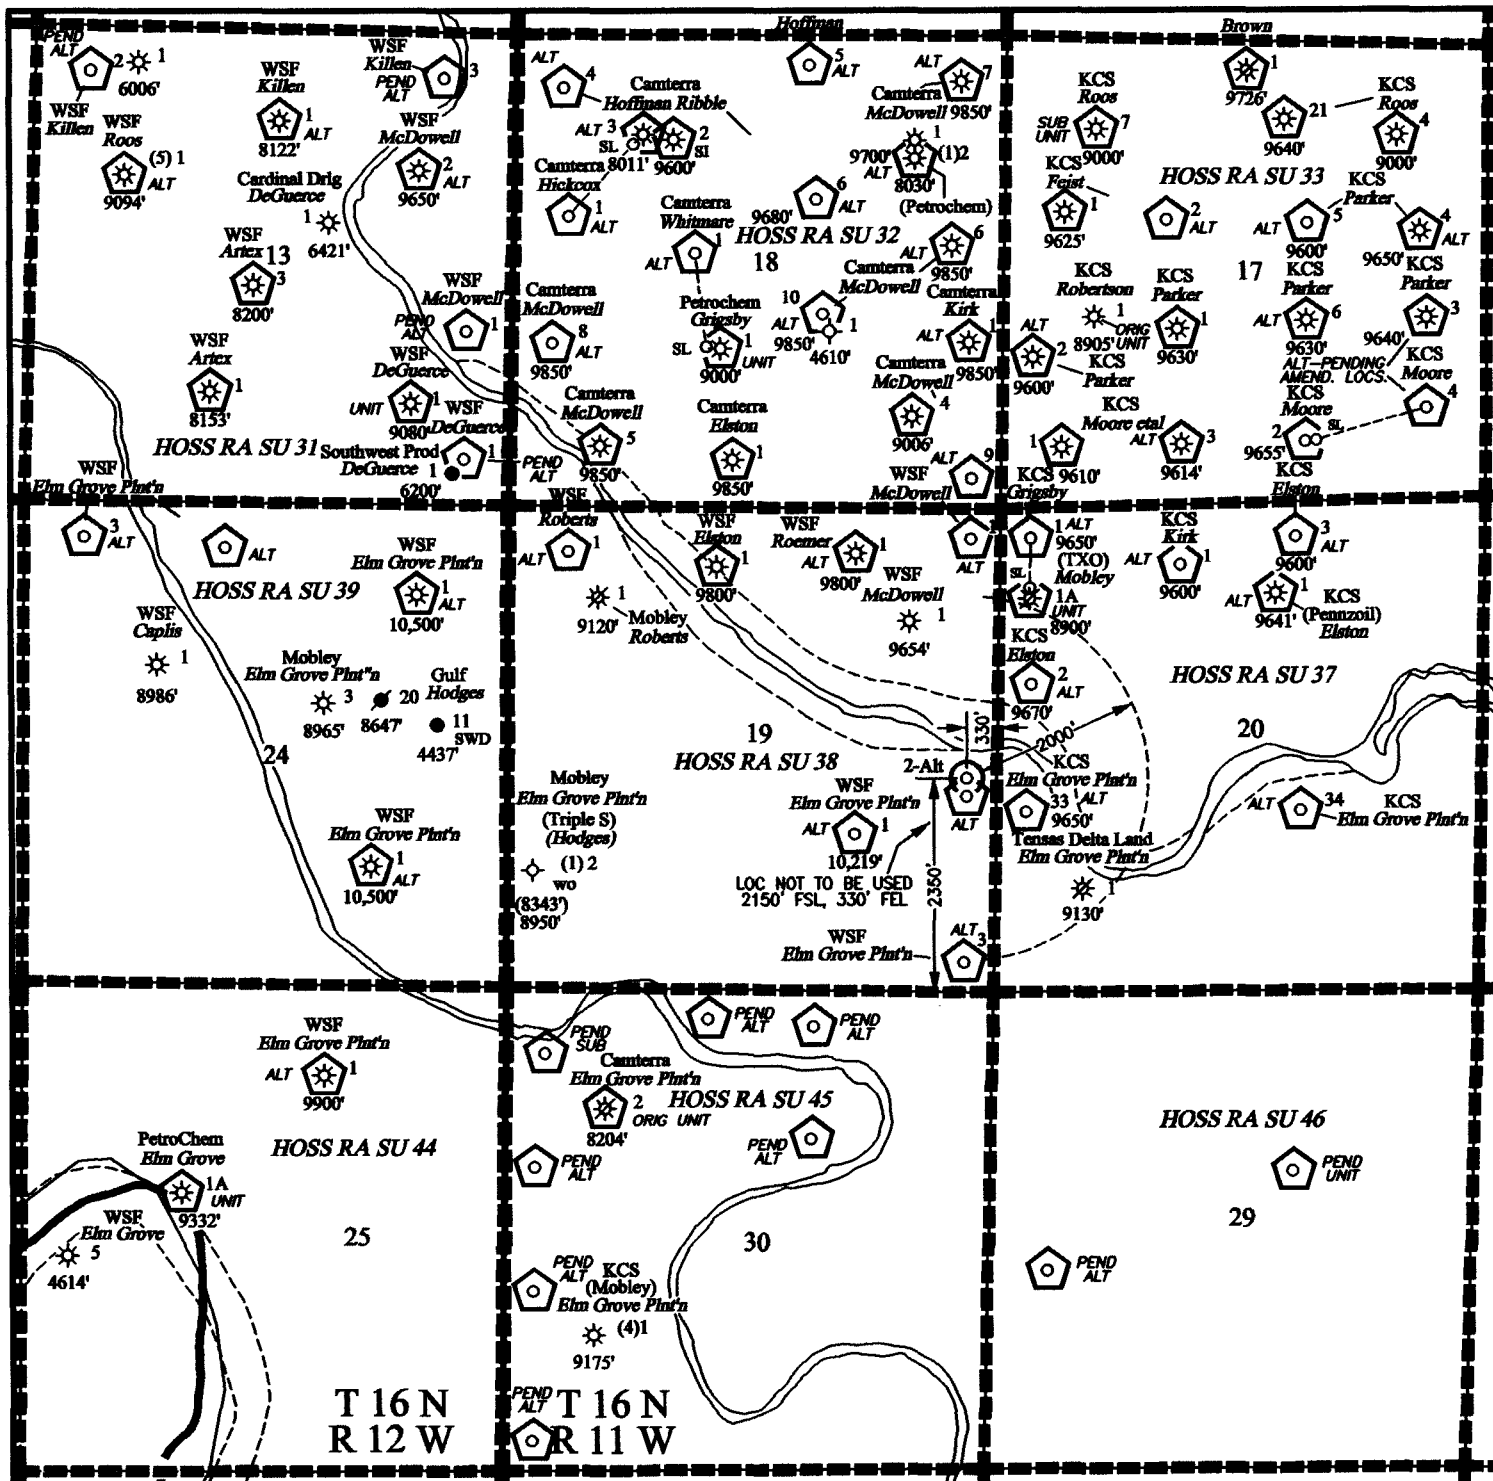 Hoffman
Brown
PEND
ALT
2
1
6006'
WSF
Killen
WSF
Roos
(5) 1
ALT
9094'
WSF
Killen
1
ALT
8122'
WSF
Killen
PEND
ALT
3
WSF
McDowell
2
ALT
9650'
Cardinal Drlg
DeGuerce
1
6421'
WSF
Artex
13
3
8200'
WSF
McDowell
PEND
1
WSF
Artex
1
8153'
WSF
DeGuerce
UNIT
1
9080'
WSF
DeGuerce
1
PEND
ALT
HOSS RA SU 31
Southwest Prod
DeGuerce
1
6200'
WSF
Elm Grove Plnt'n
ALT
4
Camterra
Hoffman Ribble
ALT 3
SL
8011'
2
SI
9600'
Camterra
Hickcox
1
ALT
5
ALT
ALT
7
Camterra
McDowell
9850'
1
9700'
(1)2
ALT
8030'
(Petrochem)
6
9680'
ALT
Camterra
Whitmare
1
ALT
HOSS RA SU 32
18
ALT
6
9850'
Camterra
McDowell
10
ALT
9850'
1
4610'
Camterra
McDowell
8
ALT
9850'
Petrochem
Grigsby
SL
1
UNIT
9000'
Camterra
Kirk
ALT
1
9850'
Camterra
McDowell
4
9006'
Camterra
McDowell
5
9850'
Camterra
Elston
1
9850'
ALT
9
WSF
McDowell
1
9726'
KCS
Roos
SUB
UNIT
7
9000'
21
9640'
KCS
Roos
4
9000'
HOSS RA SU 33
KCS
Feist
1
9625'
2
ALT
KCS
Parker
5
ALT
9600'
4
ALT
9650'
17
KCS
Robertson
1
ORIG
UNIT
8905'
KCS
Parker
1
9630'
KCS
Parker
ALT
6
9630'
KCS
Parker
3
9640'
ALT
2
9600'
KCS
Parker
ALT-PENDING
AMEND. LOCS.
KCS
Moore
4
KCS
Moore
2
SL
9655'
KCS
Moore etal
ALT
3
9614'
1
9610'
KCS
Grigsby
KCS
Elston
3
ALT
ALT
HOSS RA SU 39
WSF
Elm Grove Plnt'n
1
ALT
10,500'
WSF
Caplis
1
8986'
Mobley
Elm Grove Plnt"n
3
8965'
20
8647'
Gulf
Hodges
11
SWD
4437'
24
WSF
Elm Grove Plnt'n
1
ALT
10,500'
WSF
Roberts
ALT
1
1
9120'
Mobley
Roberts
WSF
Elston
1
9800'
WSF
Roemer
ALT
1
9800'
WSF
McDowell
1
9654'
1
ALT
19
HOSS RA SU 38
330'
2000'
2-Alt
ALT
Mobley
Elm Grove Plnt'n
(Triple S)
(Hodges)
(1) 2
wo
(8343')
8950'
WSF
Elm Grove Plnt'n
ALT
1
10,219'
LOC NOT TO BE USED
2150' FSL, 330' FEL
2350'
WSF
Elm Grove Plnt'n
ALT
3
1 ALT
9650'
(TXO)
Mobley
SL
1A
UNIT
8900'
KCS
Kirk
ALT
1
9600'
3
ALT
9600'
1
ALT
9641'
KCS
(Pennzoil)
Elston
KCS
Elston
2
ALT
9670'
HOSS RA SU 37
20
KCS
Elm Grove Plnt'n
33
ALT
9650'
ALT
34
KCS
Elm Grove Plnt'n
Tensas Delta Land
Elm Grove Plnt'n
1
9130'
WSF
Elm Grove Plnt'n
ALT
1
9900'
PetroChem
Elm Grove
1A
UNIT
9332'
HOSS RA SU 44
WSF
Elm Grove
5
4614'
25
T 16 N
R 12 W
PEND
SUB
PEND
ALT
PEND
ALT
Camterra
Elm Grove Plnt'n
2
ORIG UNIT
8204'
HOSS RA SU 45
PEND
ALT
PEND
ALT
30
PEND
ALT
KCS
(Mobley)
Elm Grove Plnt'n
(4)1
9175'
PEND
ALT
T 16 N
R 11 W
HOSS RA SU 46
PEND
UNIT
29
PEND
ALT